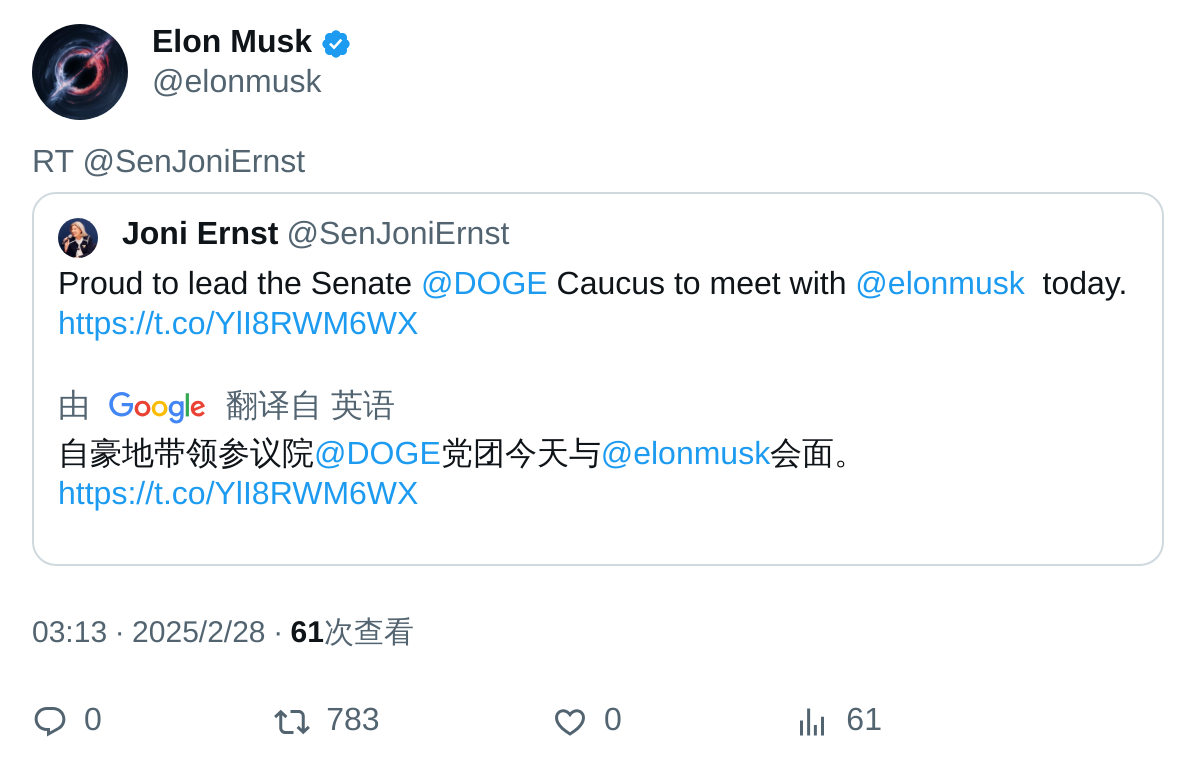 Elon Musk
@elonmusk
RT @SenJoniErnst
Joni Ernst @SenJoniErnst
Proud to lead the Senate @DOGE Caucus to meet with @elonmusk today.
https://t.co/YlI8RWM6WX
由 Google 翻译自 英语
自豪地带领参议院@DOGE党团今天与@elonmusk会面。
https://t.co/YlI8RWM6WX
03:13 · 2025/2/28 · 61次查看
0 783 0 61